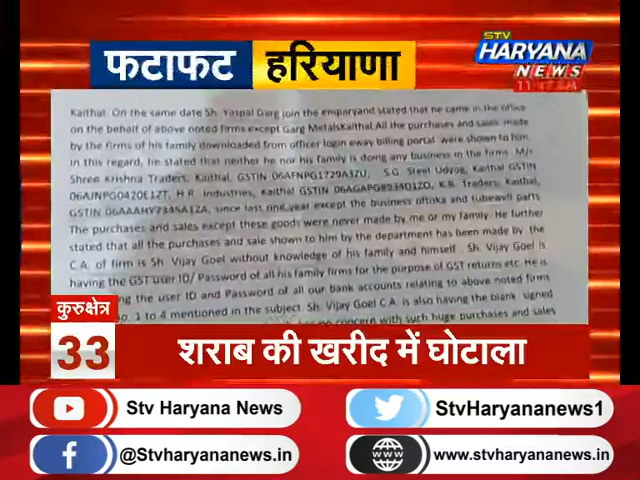 STV
HARYANA
NEWS
फटाफट
हरियाणा
Kaithal. On the same date Sh. Yaspal Garg join the enquiryand stated that he came in the office
on the behalf of above noted firms except Garg MetalsKaithal.All the purchases and sales made
by the firms of his family downloaded from officer login eway billing portal were shown to him.
In this regard, he stated that neither he nor his family is doing any business in the firms. M/s
Shree Krishna Traders, Kaithal, GSTIN 06AFNPG1729A3ZU, S.G. Steel Udyog, Kaithal GSTIN
06AJNPG0420E1ZT, H.R. Industries, Kaithal GSTIN 06AGAPG8934O1ZO, K.B. Traders, Kaithal,
GSTIN 06AAAHY7345A1ZA, since last one year except the business oftoka and tubewell parts
The purchases and sales except these goods were never made by me or my family. He further
stated that all the purchases and sale shown to him by the department has been made by the
C.A. of firm is Sh. Vijay Goel without knowledge of his family and himself. Sh. Vijay Goel is
having the GST user ID/ Password of all his family firms for the purpose of GST returns etc. He is
the user ID and Password of all our bank accounts relating to above noted firms
1 to 4 mentioned in the subject. Sh. Vijay Goel C.A. is also having the blank signed
concern with such huge purchases and sales
कुरुक्षेत्र
33
शराब की खरीद में घोटाला
Stv Haryana News
StvHaryananews1
@Stvharyananews.in
www.stvharyananews.in